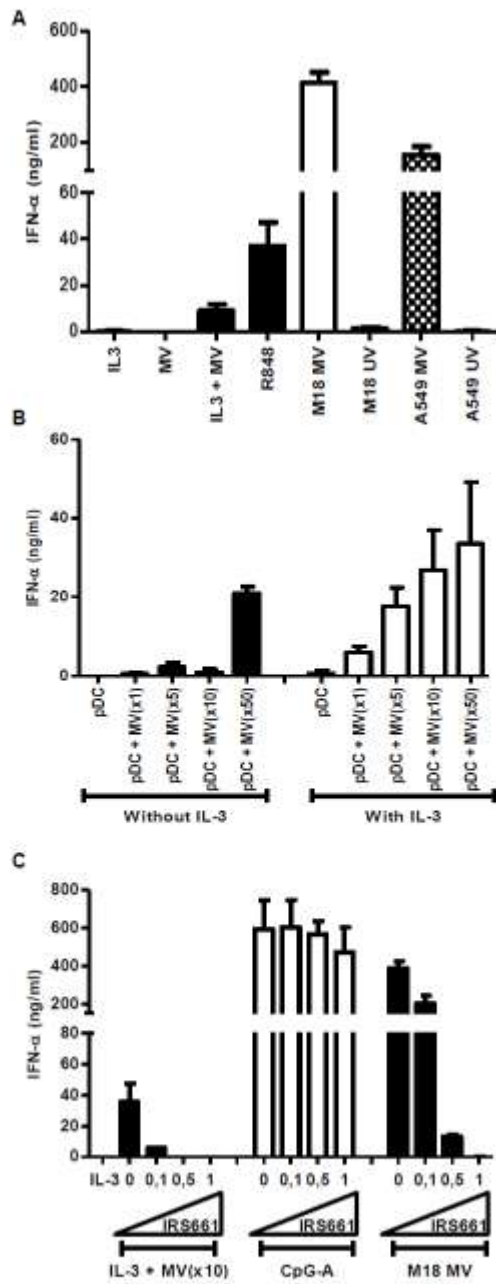 A
IFN-α (ng/ml)
600
400
200
60
40
20
0
IL3
MV
IL3 + MV
R848
M18 MV
M18 UV
A549 MV
A549 UV
B
IFN-α (ng/ml)
60
40
20
0
pDC
pDC + MV(x1)
pDC + MV(x5)
pDC + MV(x10)
pDC + MV(x50)
pDC
pDC + MV(x1)
pDC + MV(x5)
pDC + MV(x10)
pDC + MV(x50)
Without IL-3
With IL-3
C
IFN-α (ng/ml)
800
600
400
200
80
60
40
20
0
IL-3 0 0,1 0,5 1 0 0,1 0,5 1 0 0,1 0,5 1
IRS661 IRS661 IRS661
IL-3 + MV(x10) CpG-A M18 MV